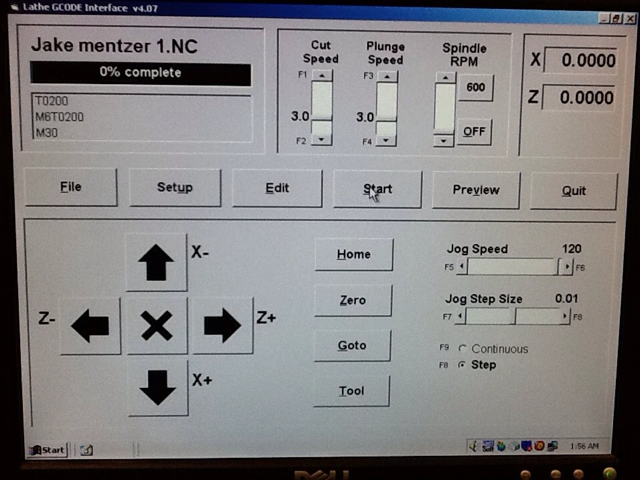 Lathe GCODE Interface v4.07
Jake mentzer 1.NC
0% complete
T0200
M6T0200
M30
Cut Speed
F1
3.0
F2
Plunge Speed
F3
3.0
F4
Spindle RPM
600
OFF
X 0.0000
Z 0.0000
File Setup Edit Start Preview Quit
X-
Z- Z+
X+
Home
Zero
Goto
Tool
Jog Speed 120
F5 F6
Jog Step Size 0.01
F7 F8
F9 Continuous
F8 Step
Start 1:56 AM
DELL